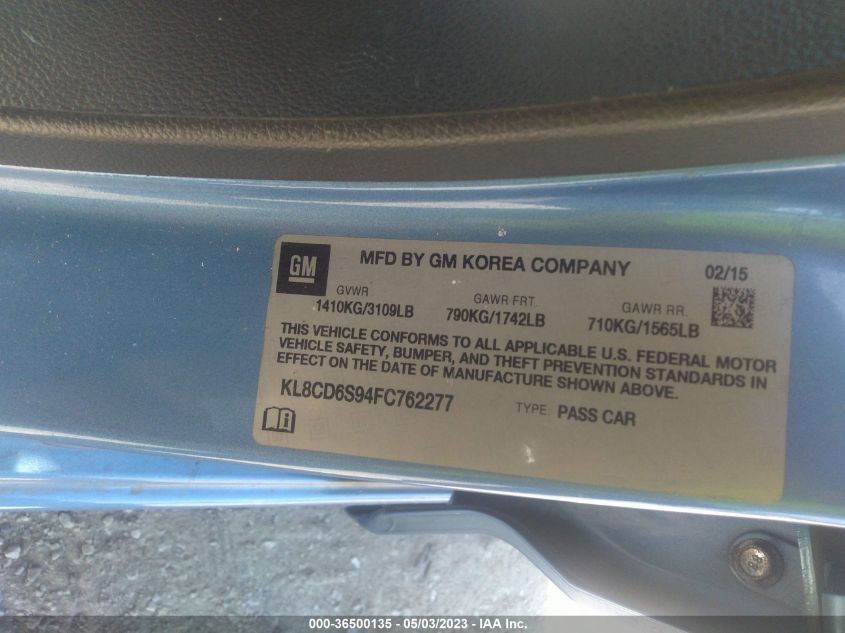 GM
MFD BY GM KOREA COMPANY
02/15
GVWR
1410KG/3109LB
GAWR FRT.
790KG/1742LB
GAWR RR.
710KG/1565LB
THIS VEHICLE CONFORMS TO ALL APPLICABLE U.S. FEDERAL MOTOR
VEHICLE SAFETY, BUMPER, AND THEFT PREVENTION STANDARDS IN
EFFECT ON THE DATE OF MANUFACTURE SHOWN ABOVE.
KL8CD6S94FC762277
TYPE: PASS CAR
000-36500135 - 05/03/2023 - IAA Inc.